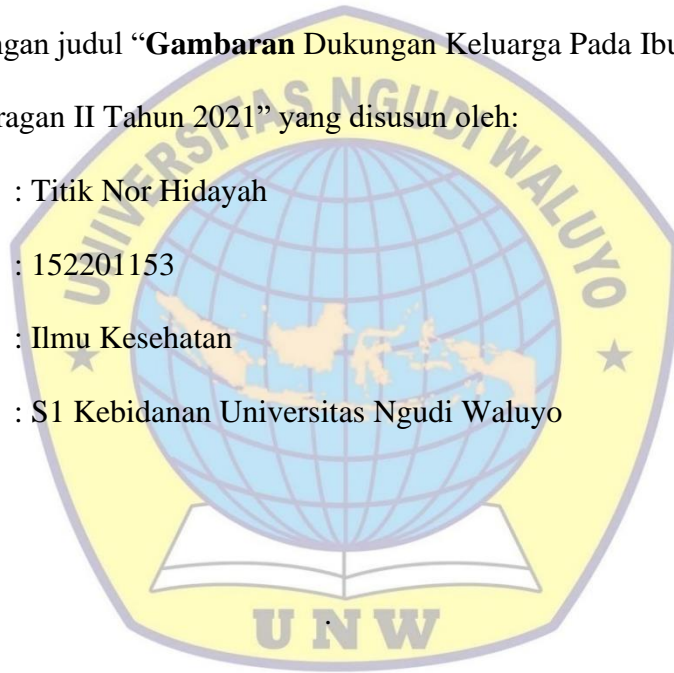 ngan judul “Gambaran Dukungan Keluarga Pada Ibu
ragan II Tahun 2021” yang disusun oleh:
: Titik Nor Hidayah
: 152201153
: Ilmu Kesehatan
: S1 Kebidanan Universitas Ngudi Waluyo
.
UNIVERSITAS NGUDI WALUYO
UNW